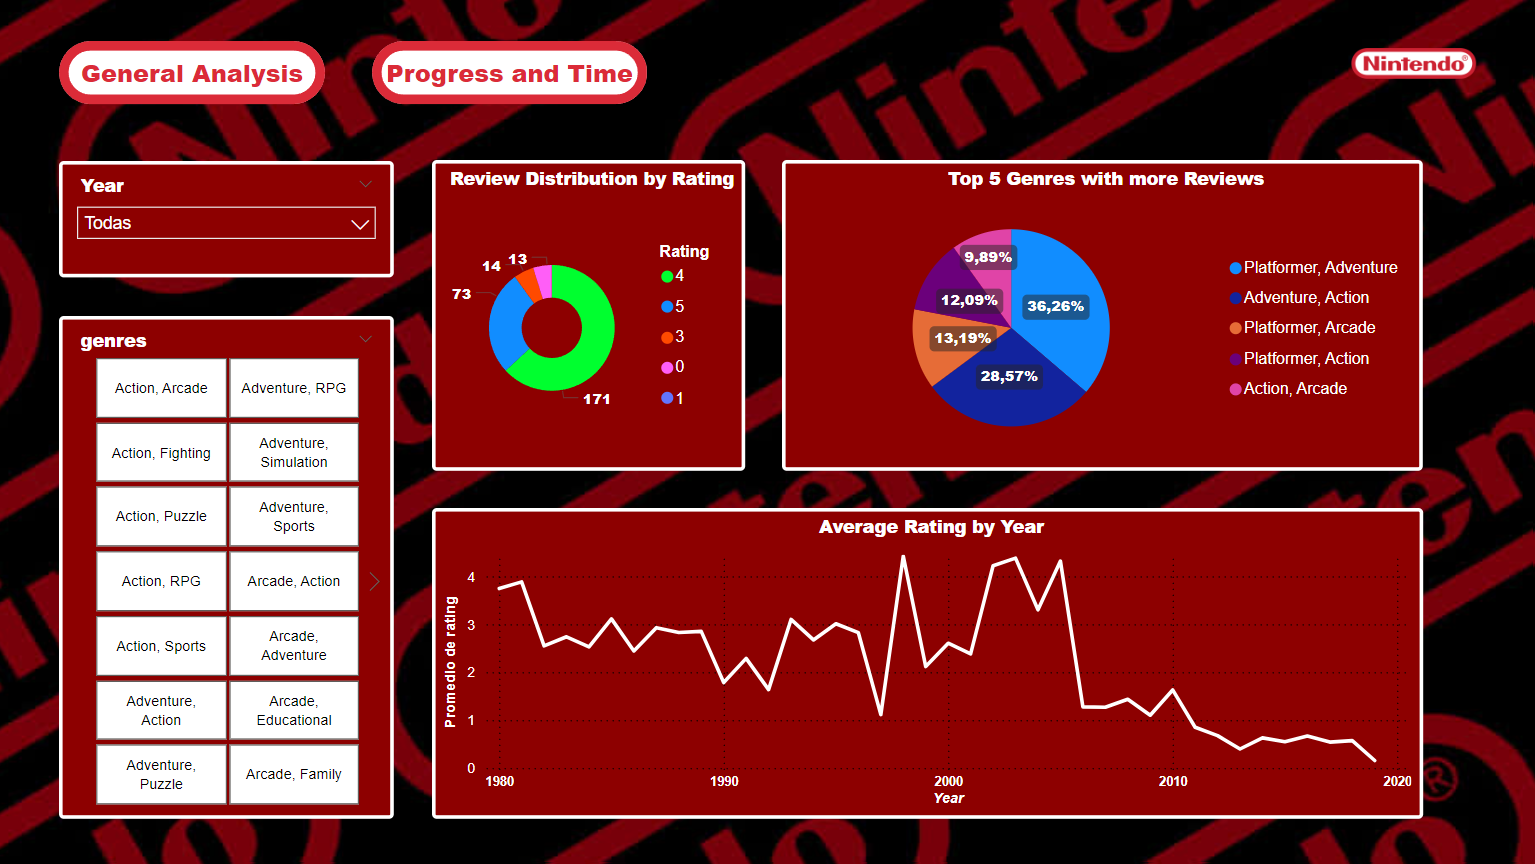 General Analysis
Progress and Time
Nintendo®
Year
Todas
genres
Action, Arcade
Adventure, RPG
Action, Fighting
Adventure,
Simulation
Action, Puzzle
Adventure,
Sports
Action, RPG
Arcade, Action
Action, Sports
Arcade,
Adventure
Adventure,
Action
Arcade,
Educational
Adventure,
Puzzle
Arcade, Family
Review Distribution by Rating
14
13
73
171
Rating
4
5
3
0
1
Top 5 Genres with more Reviews
9,89%
12,09%
36,26%
13,19%
28,57%
Platformer, Adventure
Adventure, Action
Platformer, Arcade
Platformer, Action
Action, Arcade
Average Rating by Year
Promedio de rating
4
3
2
1
0
1980
1990
2000
2010
2020
Year